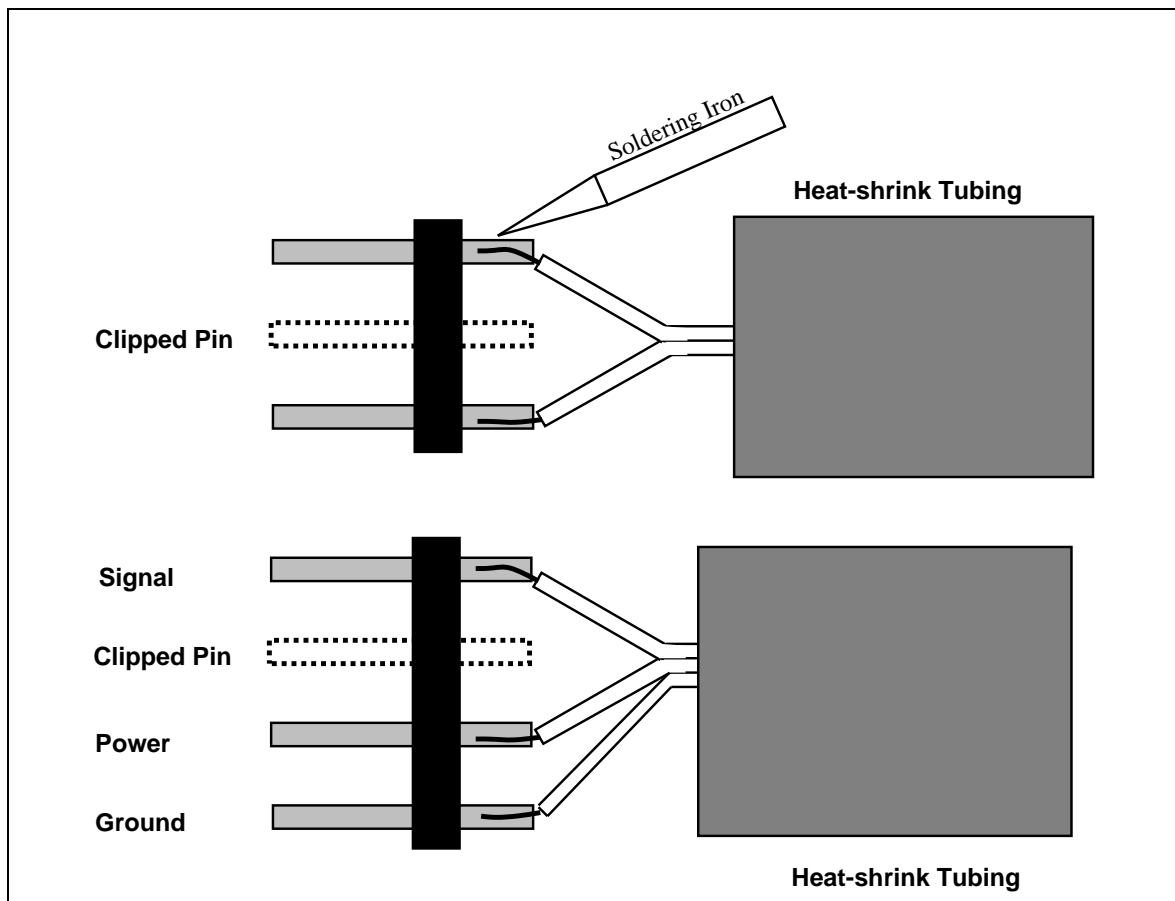 Soldering Iron
Heat-shrink Tubing
Clipped Pin
Signal
Clipped Pin
Power
Ground
Heat-shrink Tubing